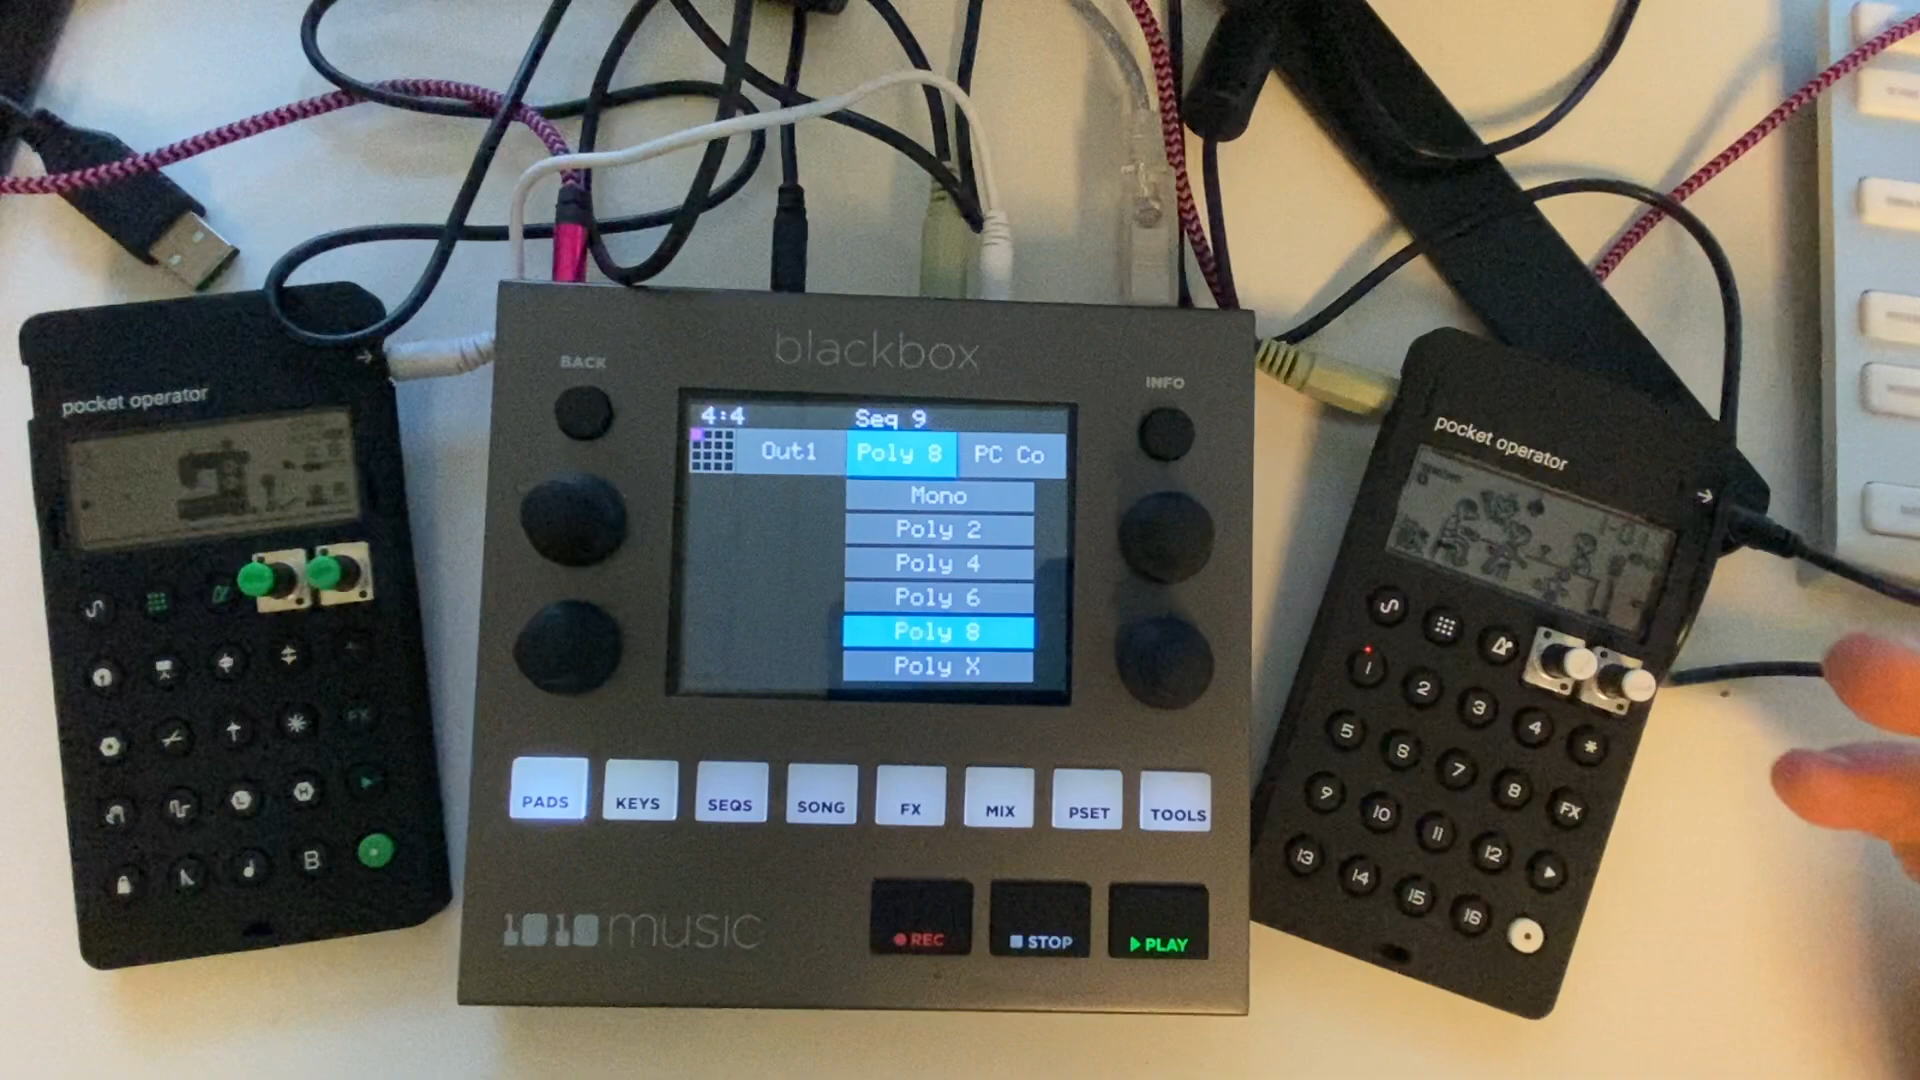 blackbox
BACK
INFO
4:4 Seq 9
Out1 Poly 8 PC Co
Mono
Poly 2
Poly 4
Poly 6
Poly 8
Poly X
PADS KEYS SEQS SONG FX MIX PSET TOOLS
1010music
REC STOP PLAY
pocket operator
FX
B
pocket operator
1 2 3 4
5 6 7 8
9 10 11 12 FX
13 14 15 16